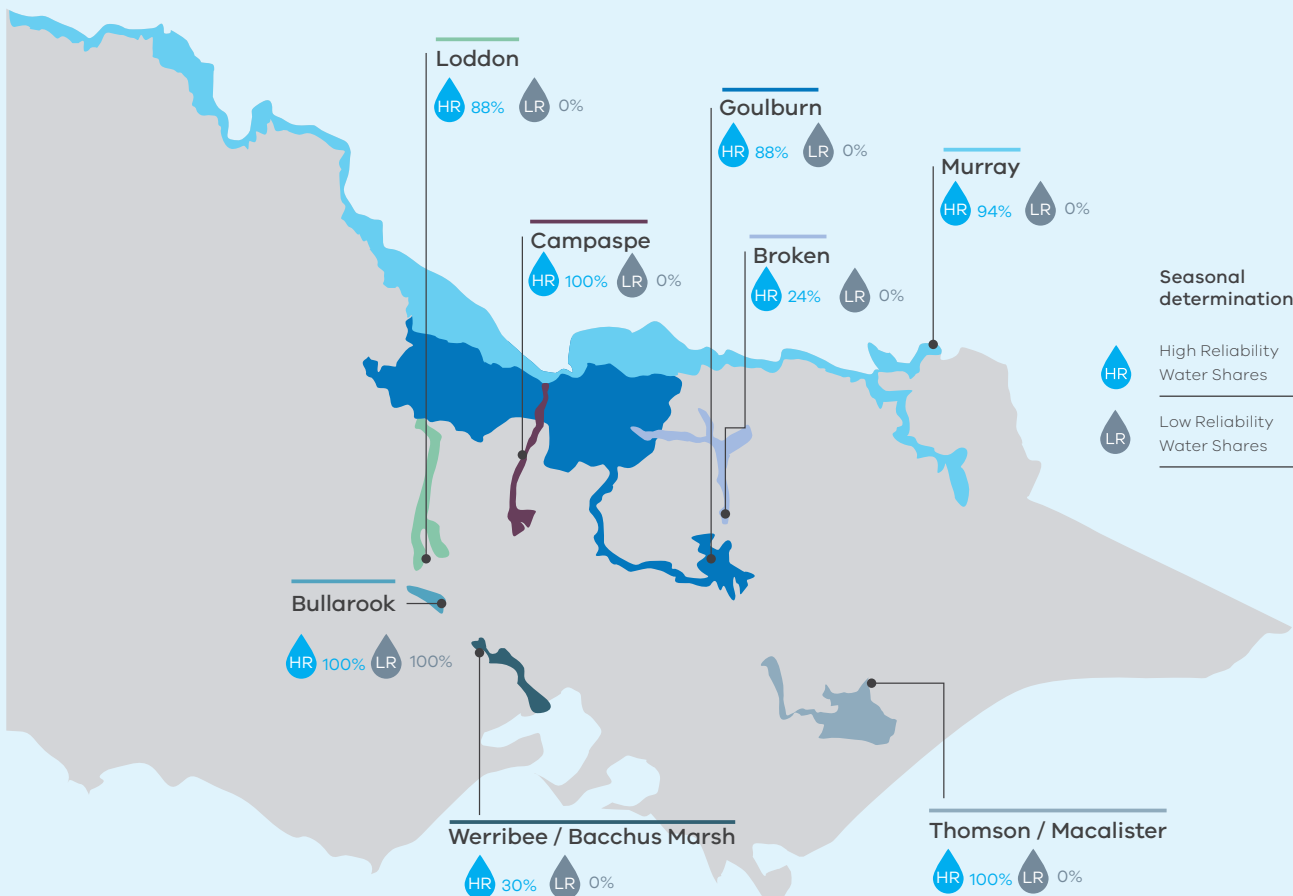 Loddon
HR 88% LR 0%
Goulburn
HR 88% LR 0%
Murray
HR 94% LR 0%
Campaspe
HR 100% LR 0%
Broken
HR 24% LR 0%
Seasonal
determination
HR High Reliability
Water Shares
LR Low Reliability
Water Shares
Bullarook
HR 100% LR 100%
Werribee / Bacchus Marsh
HR 30% LR 0%
Thomson / Macalister
HR 100% LR 0%